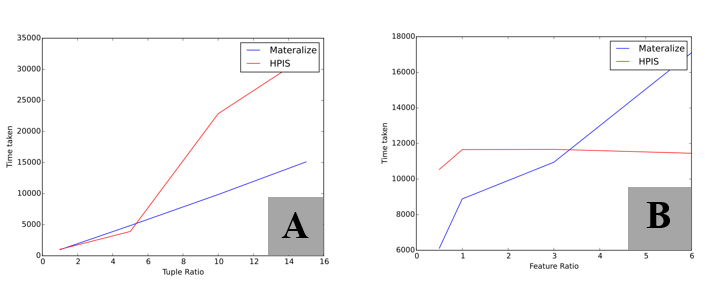 35000
30000
25000
20000
15000
10000
5000
0
0 2 4 6 8 10 12 14 16
Time taken
Tuple Ratio
Materalize
HPIS
A
18000
16000
14000
12000
10000
8000
6000
0 1 2 3 4 5 6
Time taken
Feature Ratio
Materalize
HPIS
B